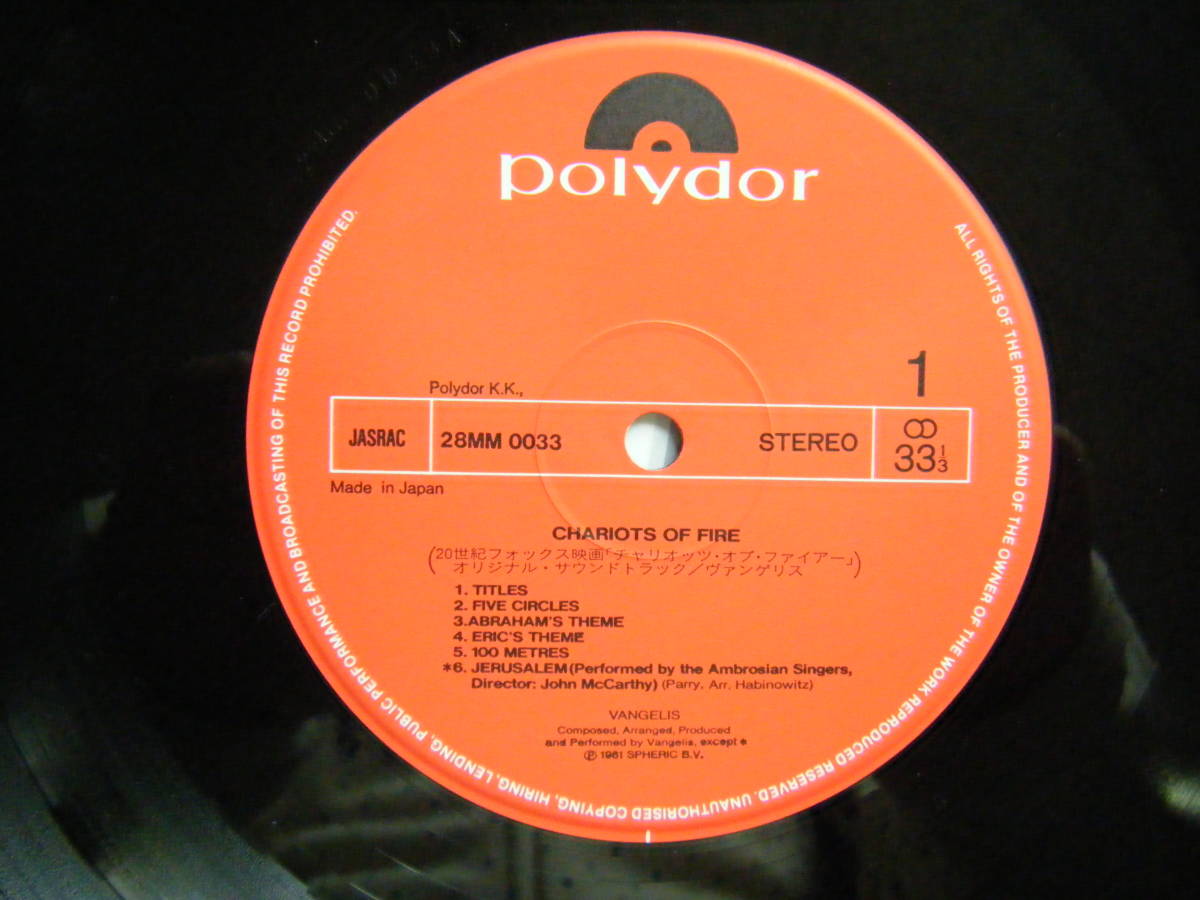 polydor
ALL RIGHTS OF THE PRODUCER AND OF THE OWNER OF THE WORK REPRODUCED RESERVED. UNAUTHORISED COPYING, HIRING, LENDING, PUBLIC PERFORMANCE AND BROADCASTING OF THIS RECORD PROHIBITED.
1
Polydor K.K.,
JASRAC
28MM 0033
STEREO
33 1/3
Made in Japan
CHARIOTS OF FIRE
(20世紀フォックス映画「チャリオッツ・オブ・ファイアー」
オリジナル・サウンドトラック／ヴァンゲリス)
1. TITLES
2. FIVE CIRCLES
3.ABRAHAM'S THEME
4. ERIC'S THEME
5. 100 METRES
*6. JERUSALEM(Performed by the Ambrosian Singers,
Director: John McCarthy) (Parry, Arr. Habinowitz)
VANGELIS
Composed, Arranged, Produced
and Performed by Vangelis, except *
℗ 1981 SPHERIC B.V.